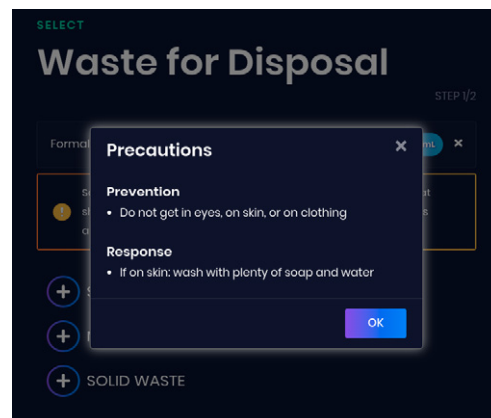 SELECT
Waste for Disposal
STEP 1/2
Formal
mL ×
Precautions ×
Prevention
• Do not get in eyes, on skin, or on clothing
Response
• If on skin: wash with plenty of soap and water
OK
+
+
+ SOLID WASTE